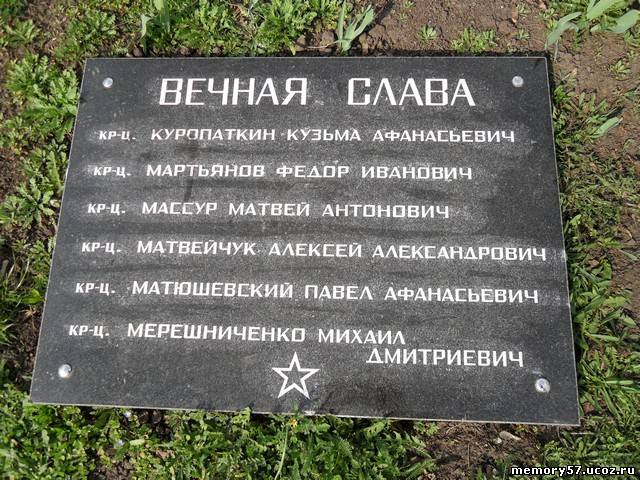 ВЕЧНАЯ СЛАВА
КР-Ц. КУРОПАТКИН КУЗЬМА АФАНАСЬЕВИЧ
КР-Ц. МАРТЬЯНОВ ФЕДОР ИВАНОВИЧ
КР-Ц. МАССУР МАТВЕЙ АНТОНОВИЧ
КР-Ц. МАТВЕЙЧУК АЛЕКСЕЙ АЛЕКСАНДРОВИЧ
КР-Ц. МАТЮШЕВСКИЙ ПАВЕЛ АФАНАСЬЕВИЧ
КР-Ц. МЕРЕШНИЧЕНКО МИХАИЛ
ДМИТРИЕВИЧ
memory57.ucoz.ru